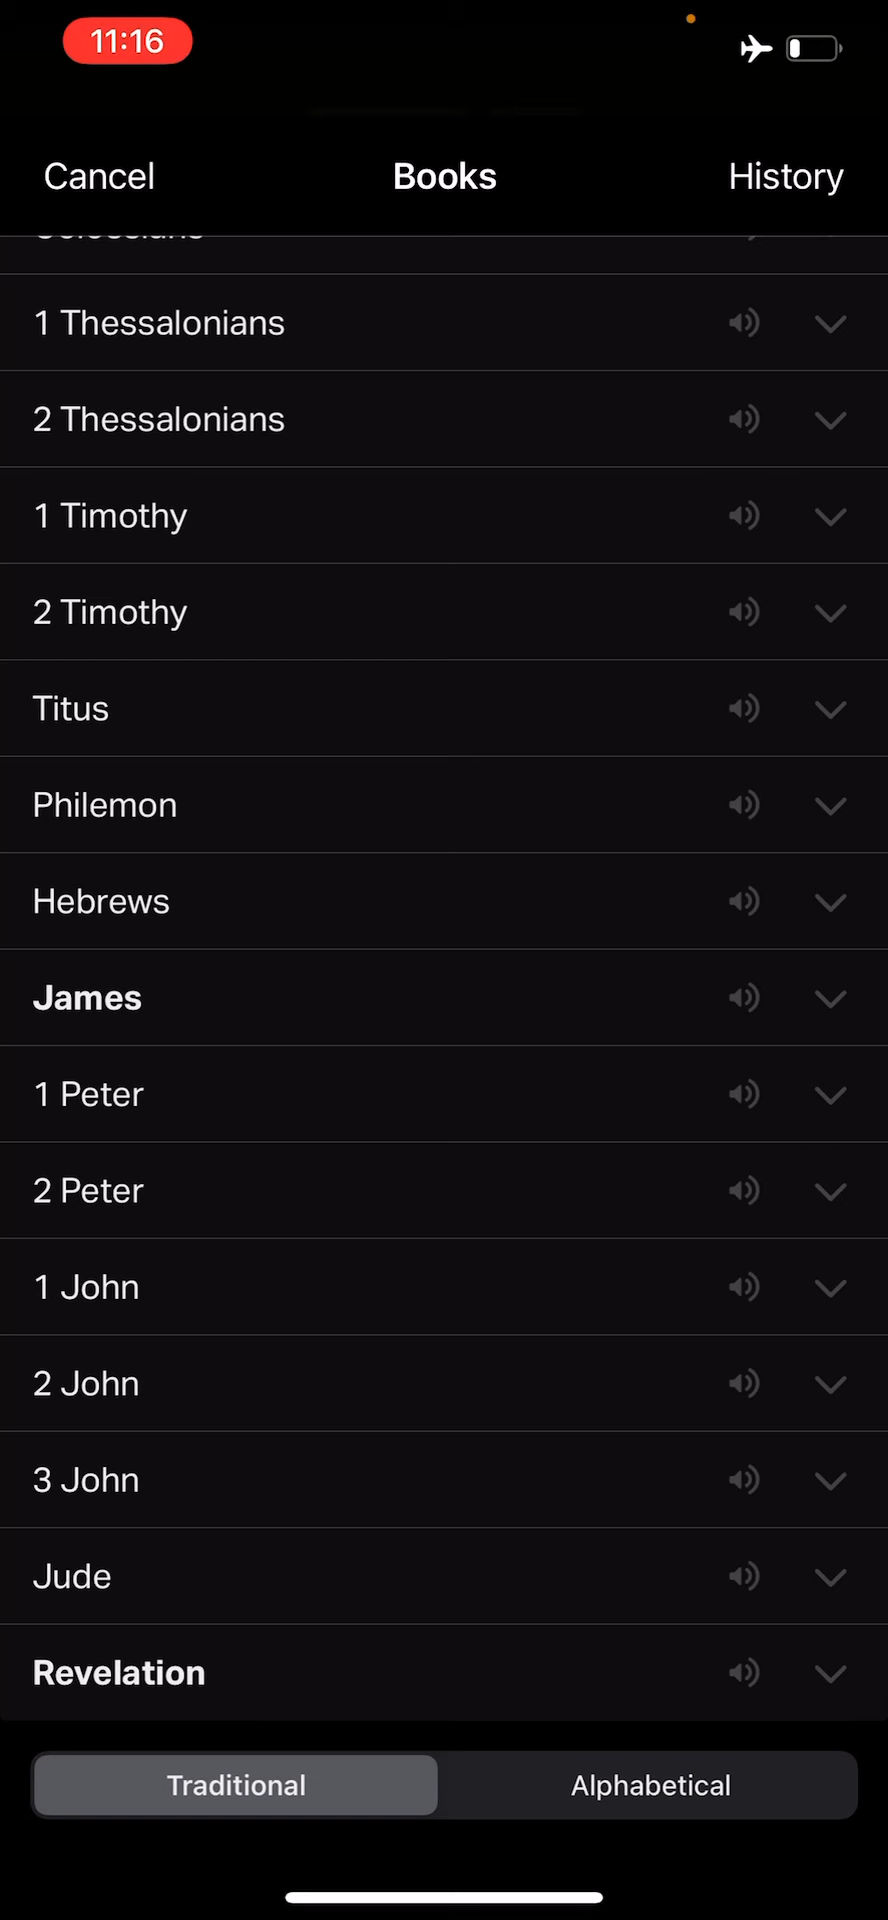 11:16
Cancel
Books
History
1 Thessalonians
2 Thessalonians
1 Timothy
2 Timothy
Titus
Philemon
Hebrews
James
1 Peter
2 Peter
1 John
2 John
3 John
Jude
Revelation
Traditional
Alphabetical